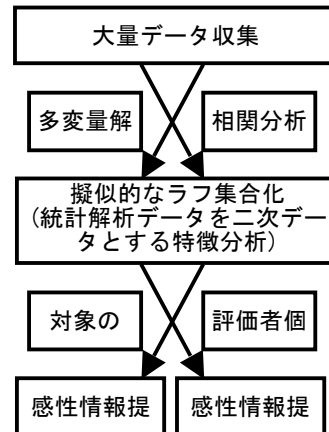 大量データ収集
多変量解
相関分析
擬似的なラフ集合化
(統計解析データを二次デー
タとする特徴分析)
対象の
評価者個
感性情報提
感性情報提